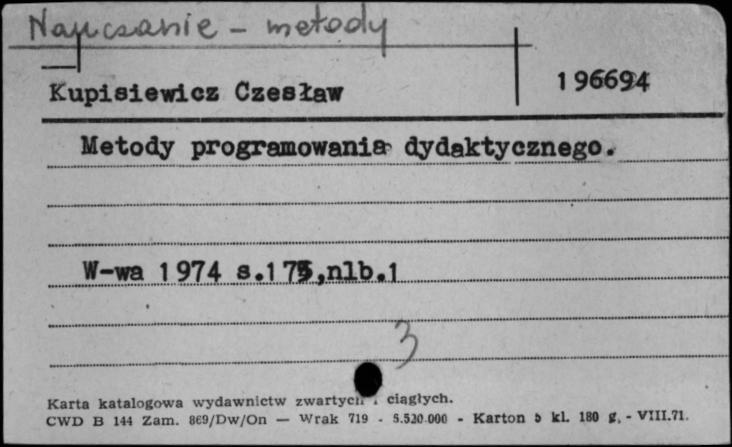 Nauczanie – metody
Kupisiewicz Czesław
196694
Metody programowania dydaktycznego.
W-wa 1974 s.175,nlb.1
3
Karta katalogowa wydawnictw zwartych i ciągłych.
CWD B 144 Zam. 869/Dw/On — Wrak 719 - 5.520.000 - Karton kl. 180 g. - VIII.71.